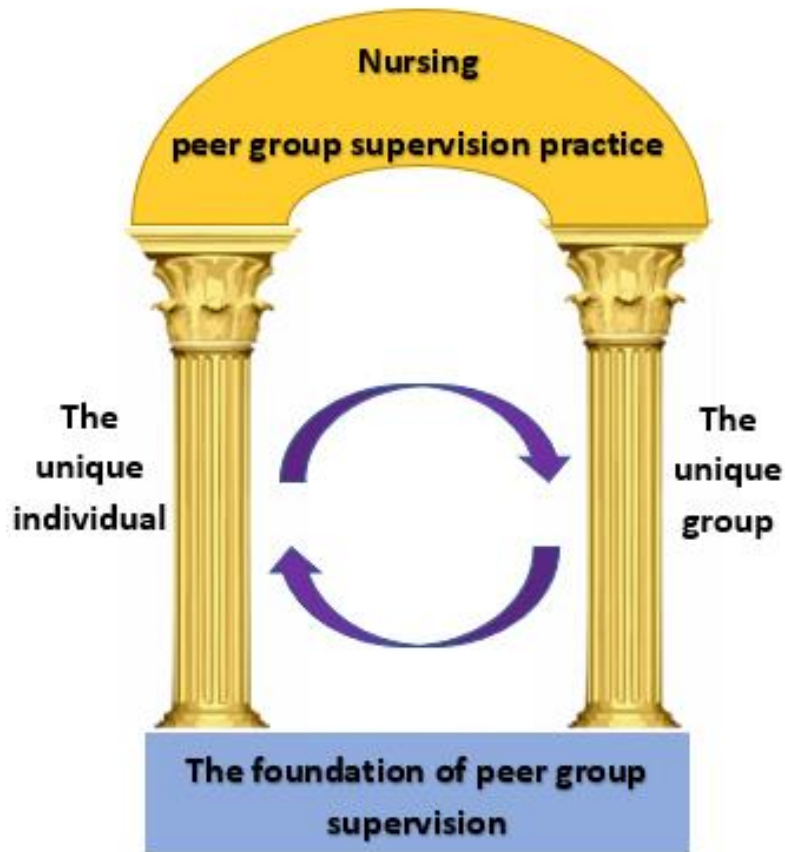 Nursing
peer group supervision practice
The
unique
individual
The
unique
group
The foundation of peer group
supervision